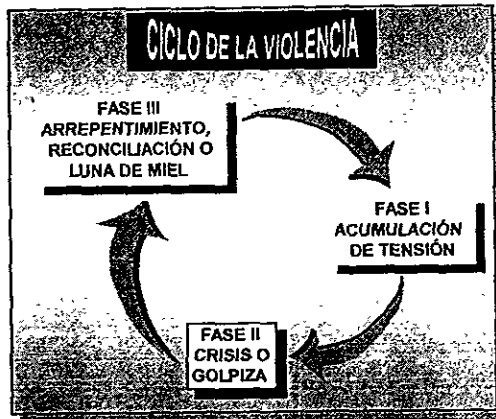 CICLO DE LA VIOLENCIA
FASE III
ARREPENTIMIENTO,
RECONCILIACIÓN O
LUNA DE MIEL
FASE I
ACUMULACIÓN
DE TENSIÓN
FASE II
CRISIS O
GOLPIZA